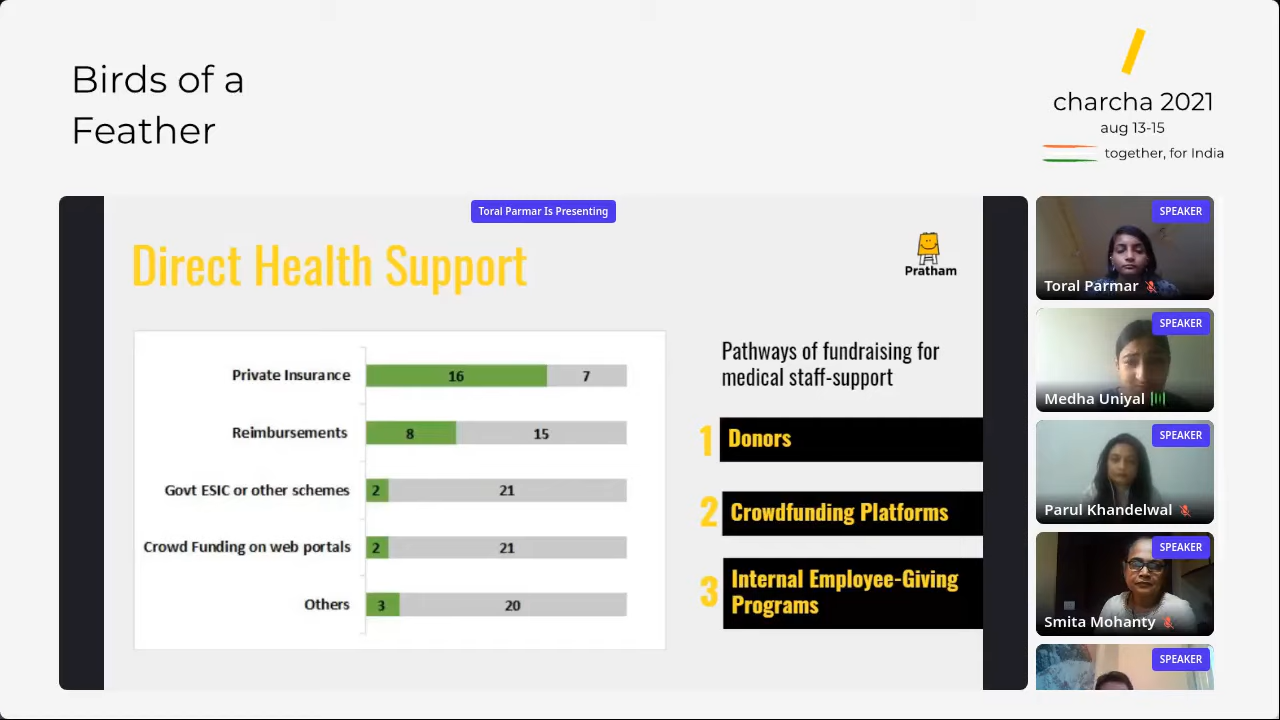 Birds of a
Feather
charcha 2021
aug 13-15
together, for India
Toral Parmar Is Presenting
Direct Health Support
Pratham
Private Insurance 16 7
Reimbursements 8 15
Govt ESIC or other schemes 2 21
Crowd Funding on web portals 2 21
Others 3 20
Pathways of fundraising for
medical staff-support
1 Donors
2 Crowdfunding Platforms
3 Internal Employee-Giving
Programs
SPEAKER
Toral Parmar
SPEAKER
Medha Uniyal
SPEAKER
Parul Khandelwal
SPEAKER
Smita Mohanty
SPEAKER